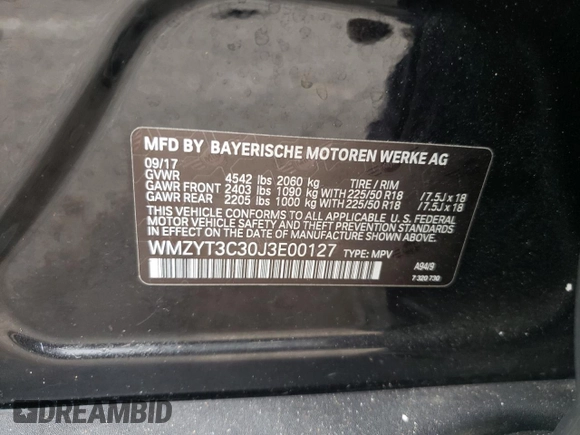 MFD BY BAYERISCHE MOTOREN WERKE AG
09/17
GVWR 4542 lbs 2060 kg TIRE / RIM
GAWR FRONT 2403 lbs 1090 kg WITH 225/50 R18 /7.5J x 18
GAWR REAR 2205 lbs 1000 kg WITH 225/50 R18 /7.5J x 18
THIS VEHICLE CONFORMS TO ALL APPLICABLE U. S. FEDERAL
MOTOR VEHICLE SAFETY AND THEFT PREVENTION STANDARDS
IN EFFECT ON THE DATE OF MANUFACTURE SHOWN ABOVE.
WMZYT3C30J3E00127 TYPE: MPV
A94/9
7 320 730
DREAMBID